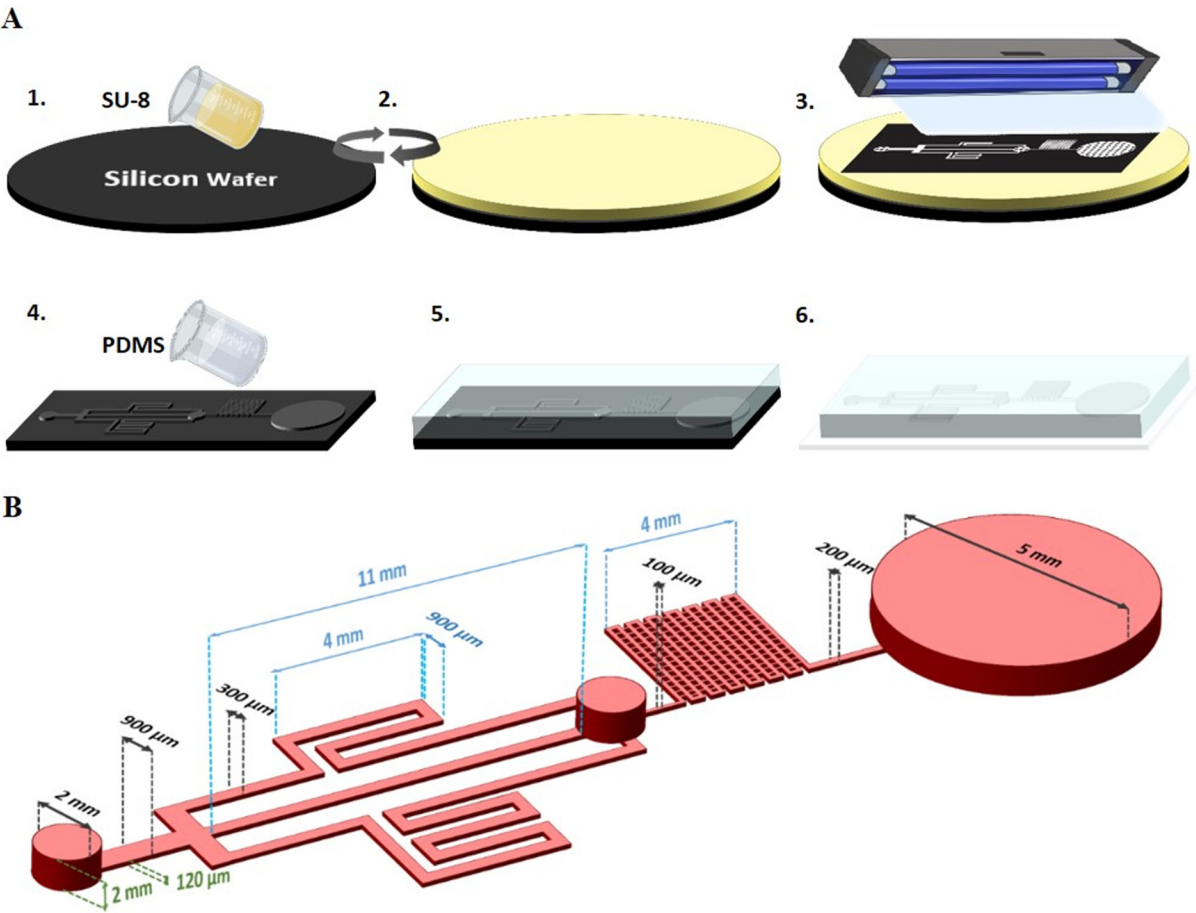 A
1.
SU-8
2.
3.
Silicon Wafer
4.
PDMS
5.
6.
B
4 mm
11 mm
100 µm
200 µm
5 mm
4 mm
900 µm
300 µm
900 µm
2 mm
2 mm
120 µm